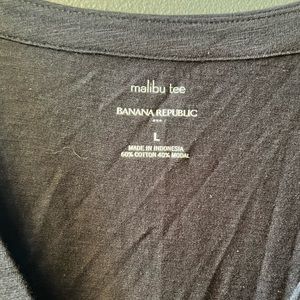 malibu tee
BANANA REPUBLIC
L
MADE IN INDONESIA
60% COTTON 40% MODAL